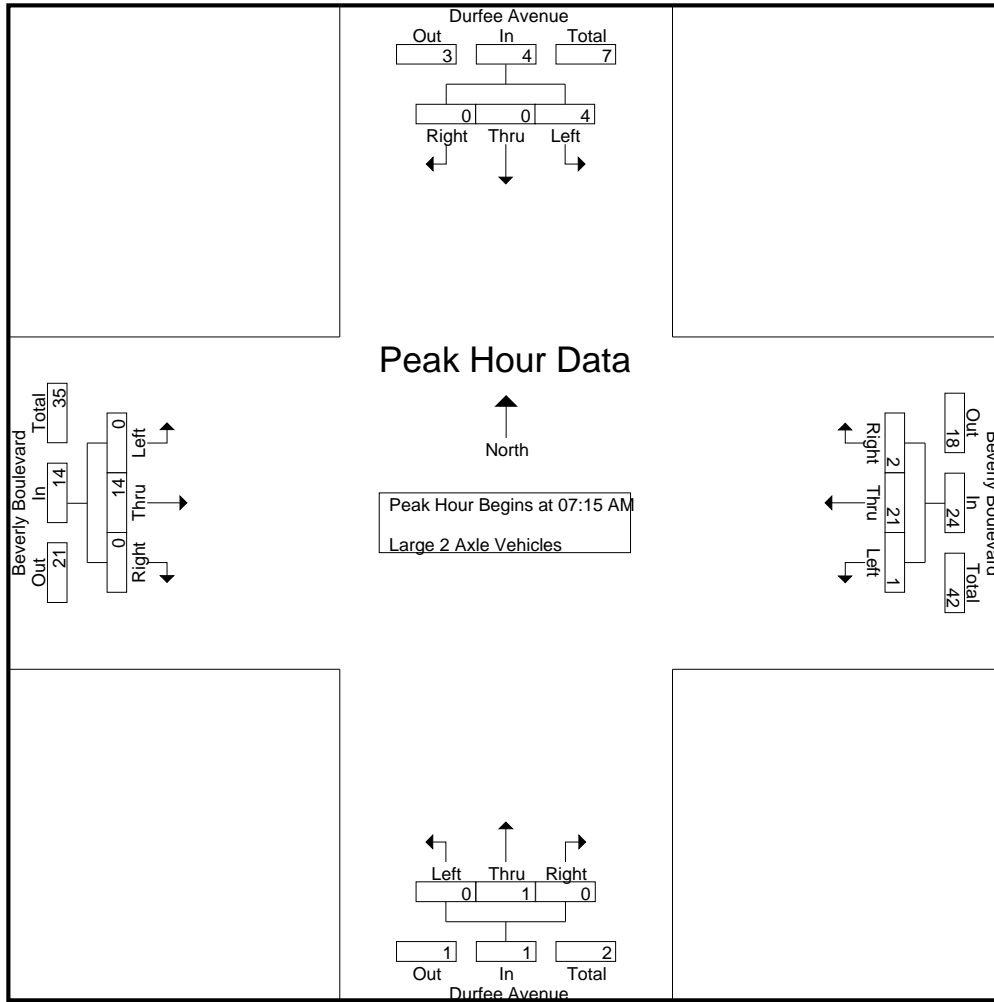 Durfee Avenue
Out In Total
3 4 7
0 0 4
Right Thru Left
Peak Hour Data
North
Peak Hour Begins at 07:15 AM
Large 2 Axle Vehicles
Beverly Boulevard
Total In Out
35 14 21
0 14 0
Left Thru Right
Beverly Boulevard
Out In Total
18 24 42
2 21 1
Right Thru Left
Left Thru Right
0 1 0
1 1 2
Out In Total
Durfee Avenue